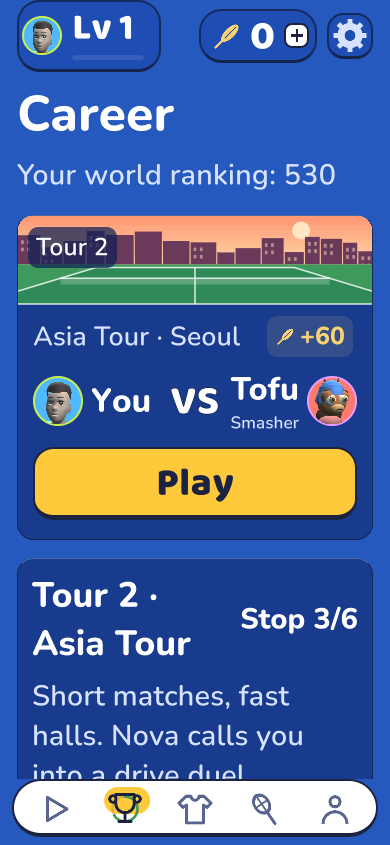 Lv 1
0
Career
Your world ranking: 530
Tour 2
Asia Tour · Seoul
+60
You
VS
Tofu
Smasher
Play
Tour 2 ·
Asia Tour
Stop 3/6
Short matches, fast
halls. Nova calls you
into a drive duel